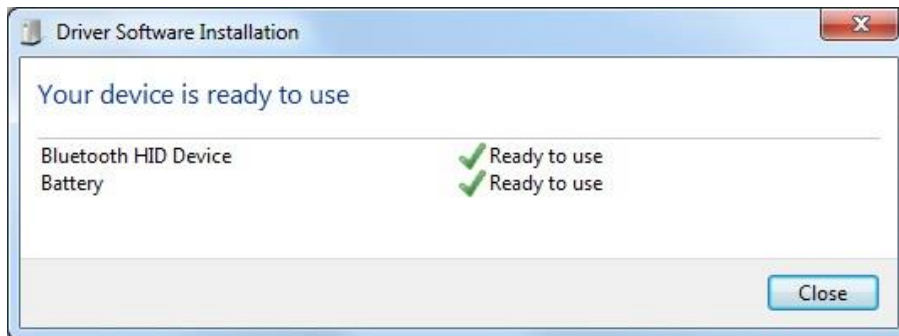 Driver Software Installation
Your device is ready to use
Bluetooth HID Device Ready to use
Battery Ready to use
Close